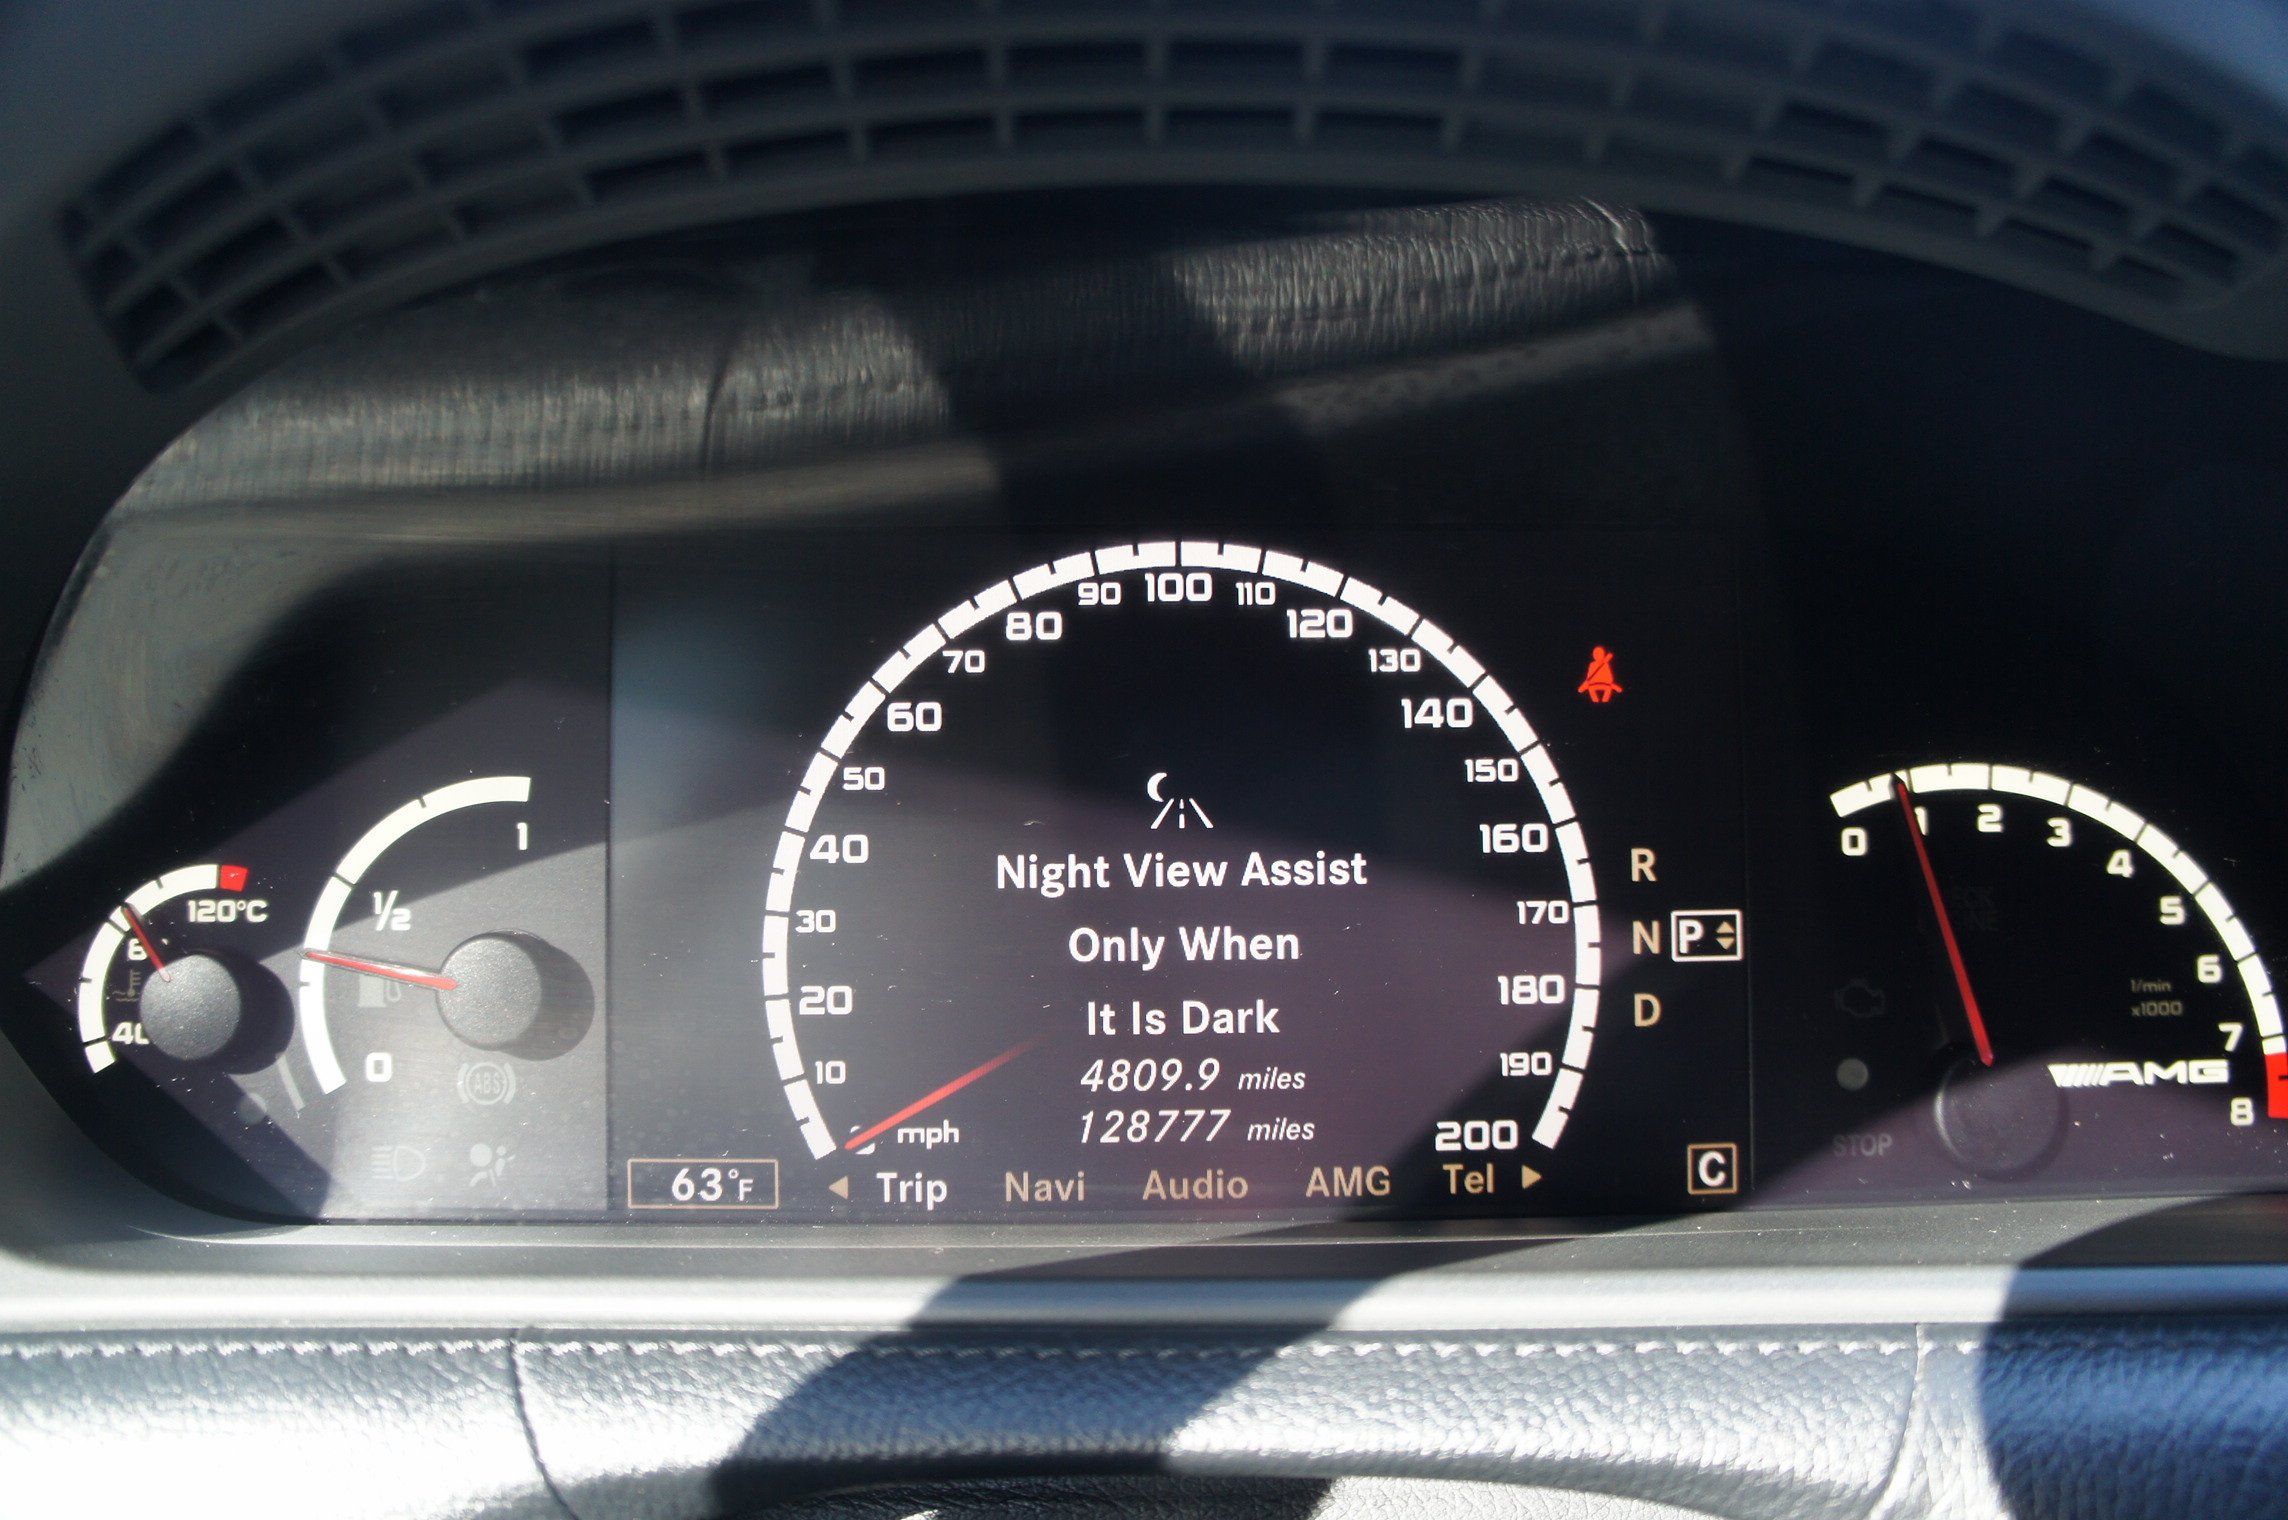 90 100 110
80 120
70 130
60 140
50 150
40 160
30 170
20 180
10 190
mph 200
Night View Assist
Only When
It Is Dark
4809.9 miles
128777 miles
63°F
Trip Navi Audio AMG Tel
C
R
N P
D
120°C
40
1
1/2
0
ABS
0 1 2 3 4 5 6 7 8
1/min
x1000
AMG
STOP